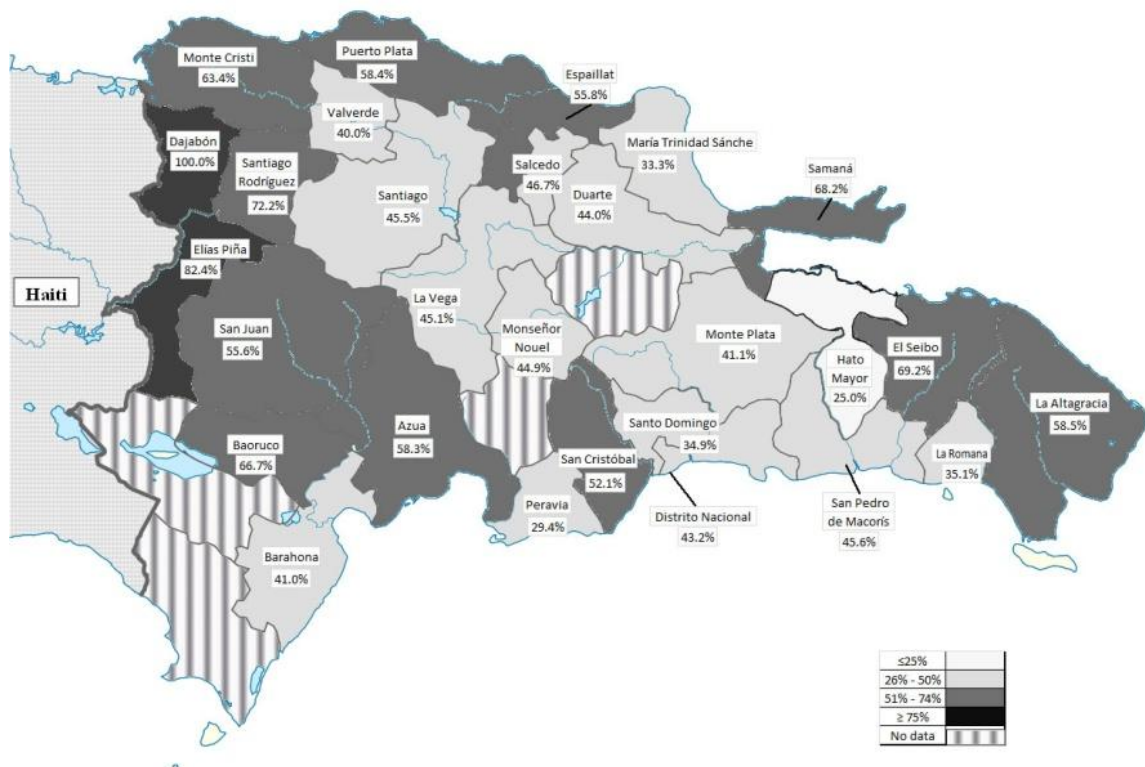 Monte Cristi
63.4%
Puerto Plata
58.4%
Espaillat
55.8%
Valverde
40.0%
Dajabón
100.0%
Santiago
Rodríguez
72.2%
Santiago
45.5%
Salcedo
46.7%
Duarte
44.0%
María Trinidad Sánche
33.3%
Samaná
68.2%
Elías Piña
82.4%
Haiti
San Juan
55.6%
La Vega
45.1%
Monseñor
Nouel
44.9%
Monte Plata
41.1%
Hato
Mayor
25.0%
El Seibo
69.2%
La Altagracia
58.5%
Baoruco
66.7%
Azua
58.3%
San Cristóbal
52.1%
Santo Domingo
34.9%
La Romana
35.1%
Peravia
29.4%
Distrito Nacional
43.2%
San Pedro
de Macorís
45.6%
Barahona
41.0%
≤25%
26% - 50%
51% - 74%
≥ 75%
No data